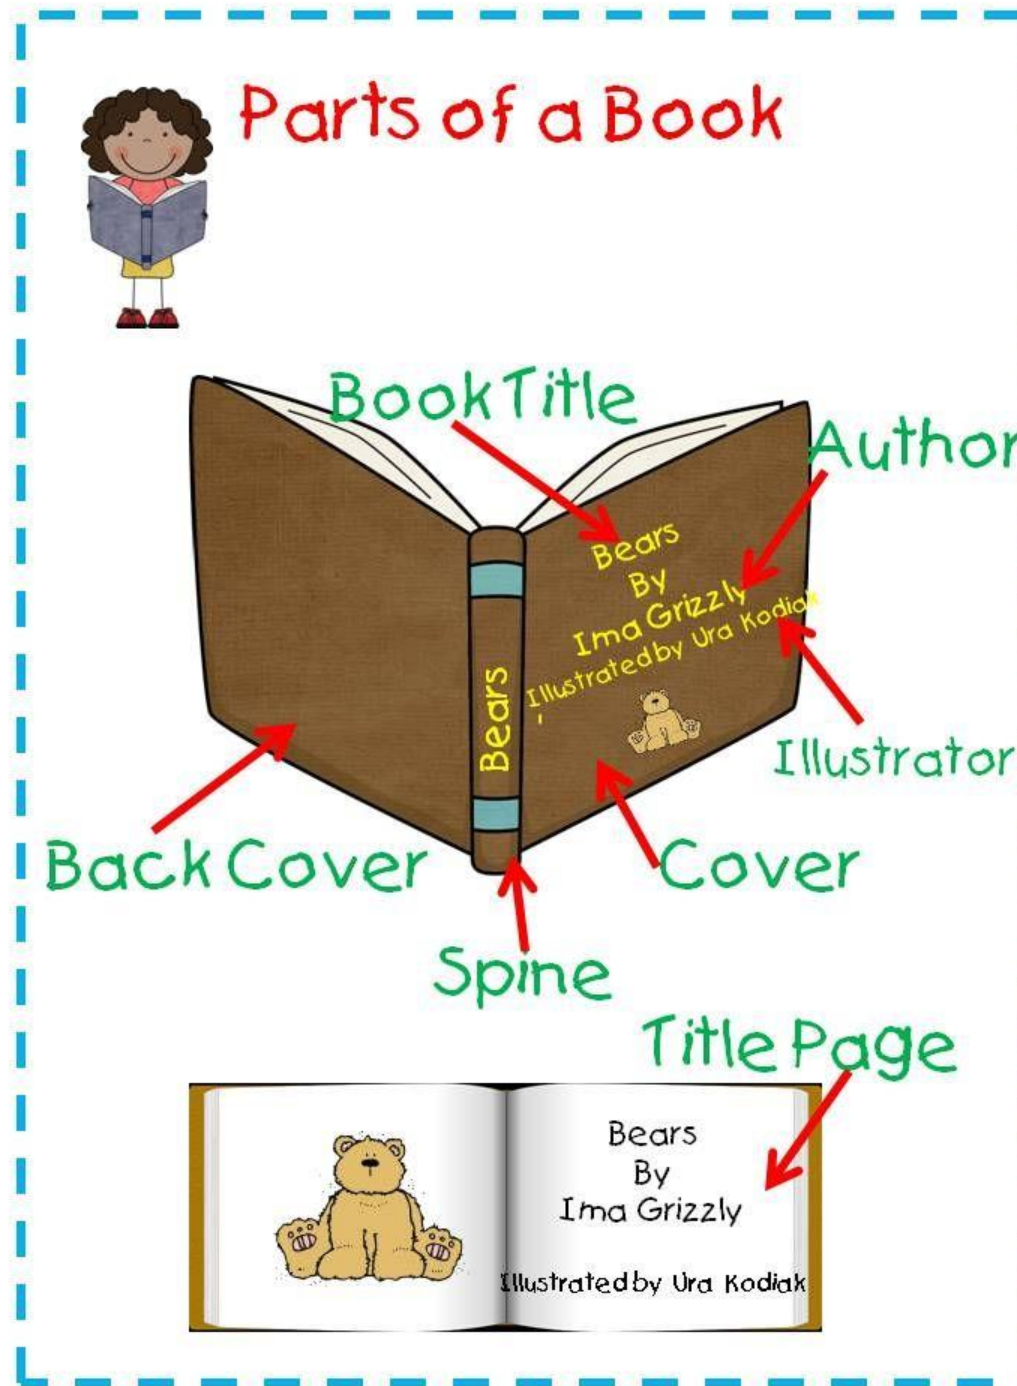 Parts of a Book
Book Title
Author
Bears
By
Ima Grizzly
Illustrated by Ura Kodiak
Bears
Illustrator
Back Cover
Cover
Spine
Title Page
Bears
By
Ima Grizzly
Illustrated by Ura Kodiak